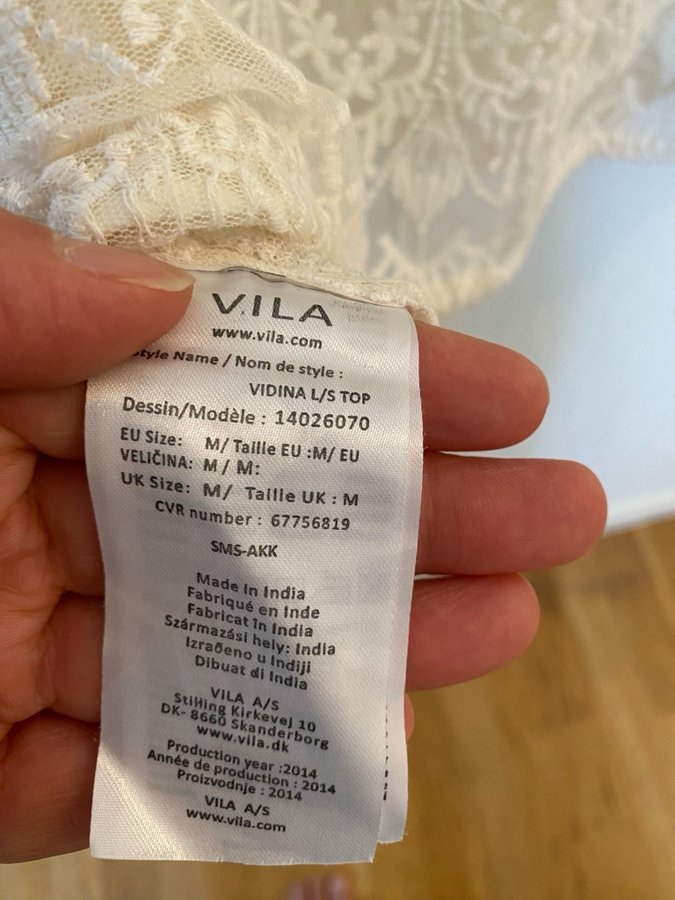 VILA
www.vila.com
Style Name / Nom de style :
VIDINA L/S TOP
Dessin/Modèle : 14026070
EU Size: M/ Taille EU :M/ EU
VELIČINA: M / M:
UK Size: M/ Taille UK : M
CVR number : 67756819
SMS-AKK
Made In India
Fabriqué en Inde
Fabricat în India
Származási hely: India
Izrađeno u Indiji
Dibuat di India
VILA A/S
Stilling Kirkevej 10
DK- 8660 Skanderborg
www.vila.dk
Production year :2014
Année de production : 2014
Proizvodnje : 2014
VILA A/S
www.vila.com